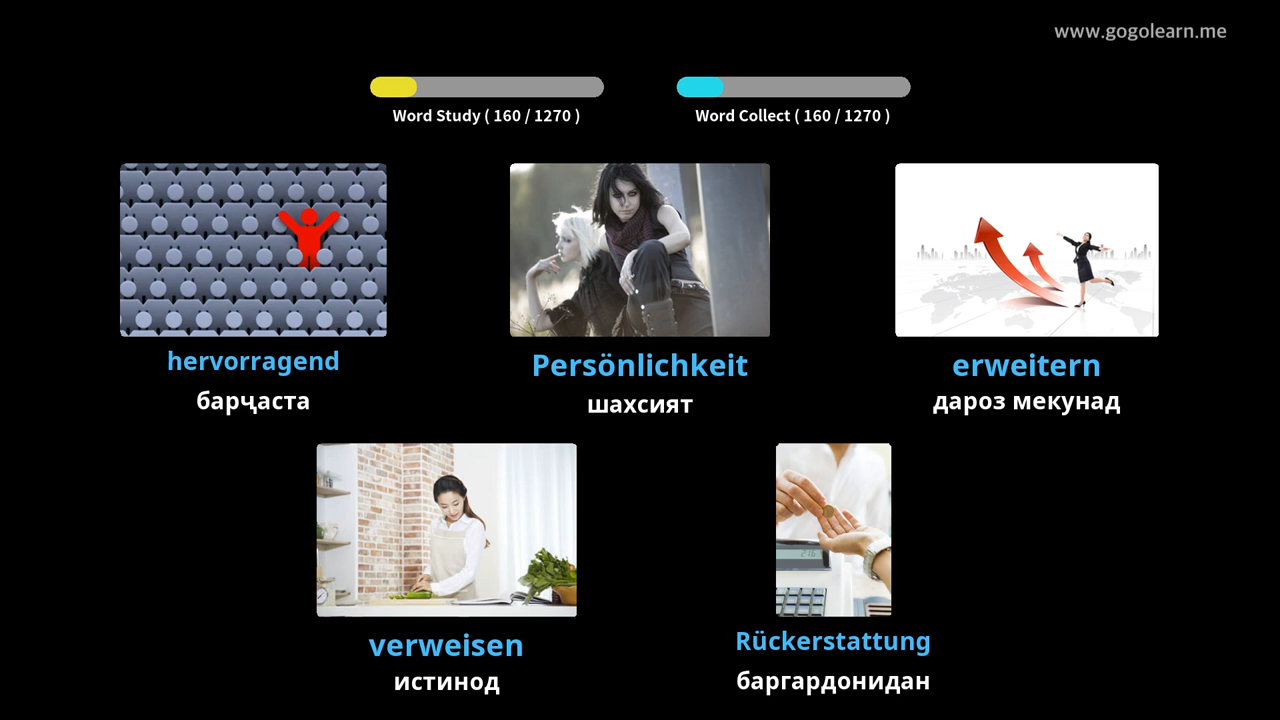 www.gogolearn.me
Word Study ( 160 / 1270 )
Word Collect ( 160 / 1270 )
hervorragend
барҷаста
Persönlichkeit
шахсият
erweitern
дароз мекунад
verweisen
истинод
Rückerstattung
баргардонидан